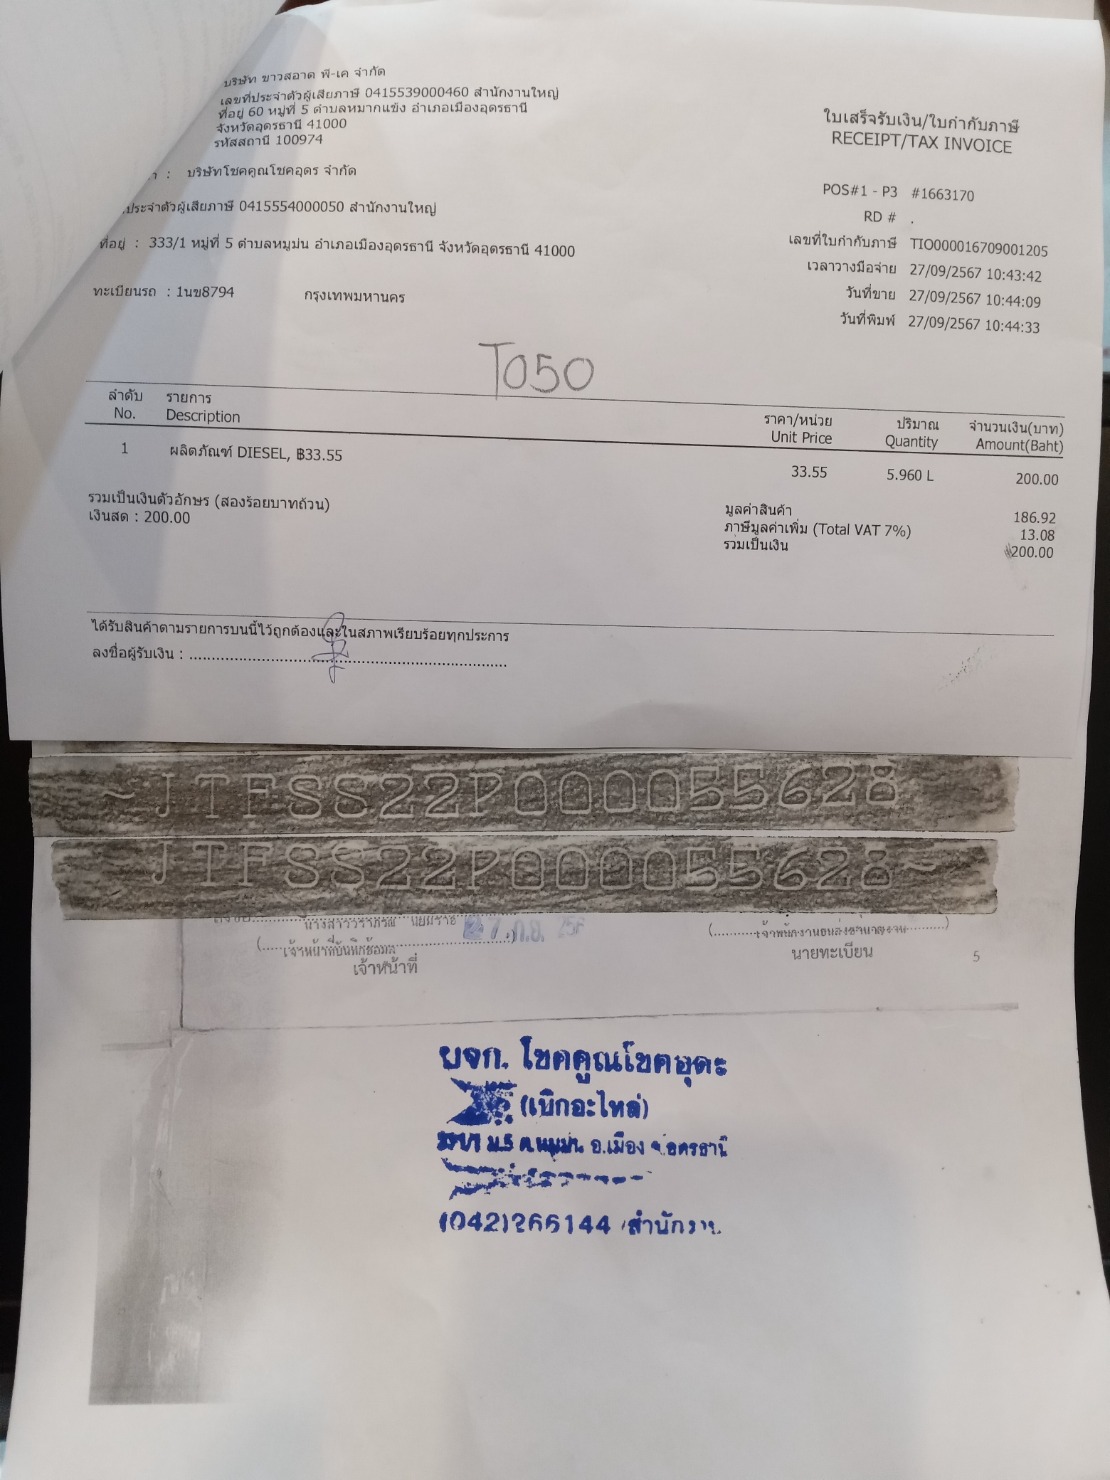 บริษัท ขาวสอาด พี-เค จำกัด
เลขที่ประจำตัวผู้เสียภาษี 0415539000460 สำนักงานใหญ่
ที่อยู่ 60 หมู่ที่ 5 ตำบลหมากแข้ง อำเภอเมืองอุดรธานี
จังหวัดอุดรธานี 41000
รหัสสถานี 100974
ใบเสร็จรับเงิน/ใบกำกับภาษี
RECEIPT/TAX INVOICE
: บริษัทโชคคูณโชคอุดร จำกัด
ประจำตัวผู้เสียภาษี 0415554000050 สำนักงานใหญ่
ที่อยู่ : 333/1 หมู่ที่ 5 ตำบลหมูม่น อำเภอเมืองอุดรธานี จังหวัดอุดรธานี 41000
ทะเบียนรถ : 1นข8794 กรุงเทพมหานคร
POS#1 - P3 #1663170
RD # .
เลขที่ใบกำกับภาษี TIO000016709001205
เวลาวางมือจ่าย 27/09/2567 10:43:42
วันที่ขาย 27/09/2567 10:44:09
วันที่พิมพ์ 27/09/2567 10:44:33
T050
ลำดับ รายการ ราคา/หน่วย ปริมาณ จำนวนเงิน(บาท)
No. Description Unit Price Quantity Amount(Baht)
1 ผลิตภัณฑ์ DIESEL, ฿33.55 33.55 5.960 L 200.00
รวมเป็นเงินตัวอักษร (สองร้อยบาทถ้วน)
เงินสด : 200.00
มูลค่าสินค้า 186.92
ภาษีมูลค่าเพิ่ม (Total VAT 7%) 13.08
รวมเป็นเงิน 200.00
ได้รับสินค้าตามรายการบนนี้ไว้ถูกต้องและในสภาพเรียบร้อยทุกประการ
ลงชื่อผู้รับเงิน : ........................................
~JTFSS22P000055628
JTFSS22P000055628~
27 ก.ย. 256
เจ้าหน้าที่
นายทะเบียน
5
ผจก. โชคคูณโชคอุดร
(เบิกอะไหล่)
ม.5 ต.หมูม่น อ.เมือง จ.อุดรธานี
(042)266144 สำนักงาน